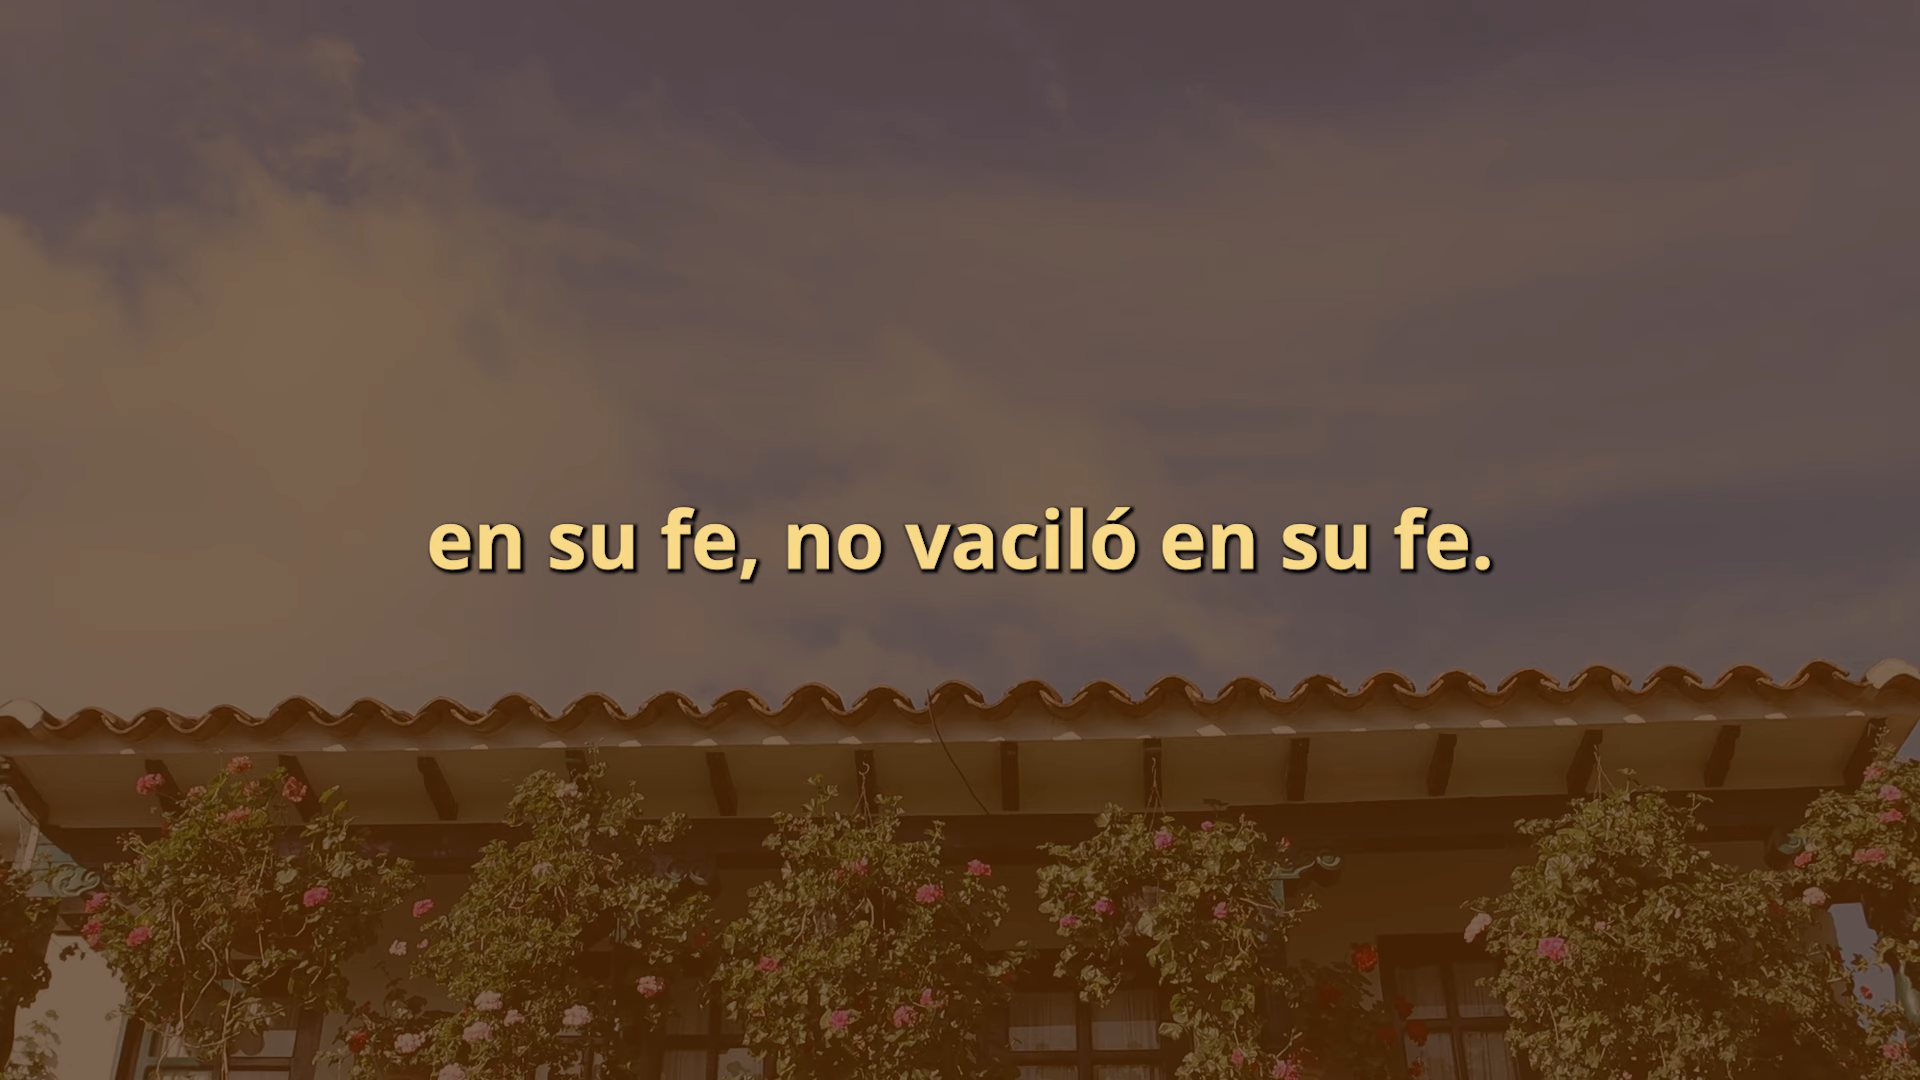 en su fe, no vaciló en su fe.